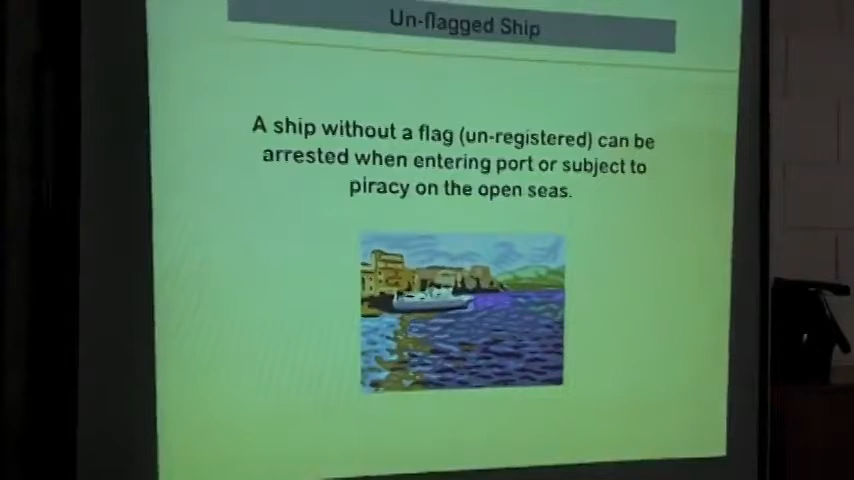 Un-flagged Ship
A ship without a flag (un-registered) can be
arrested when entering port or subject to
piracy on the open seas.